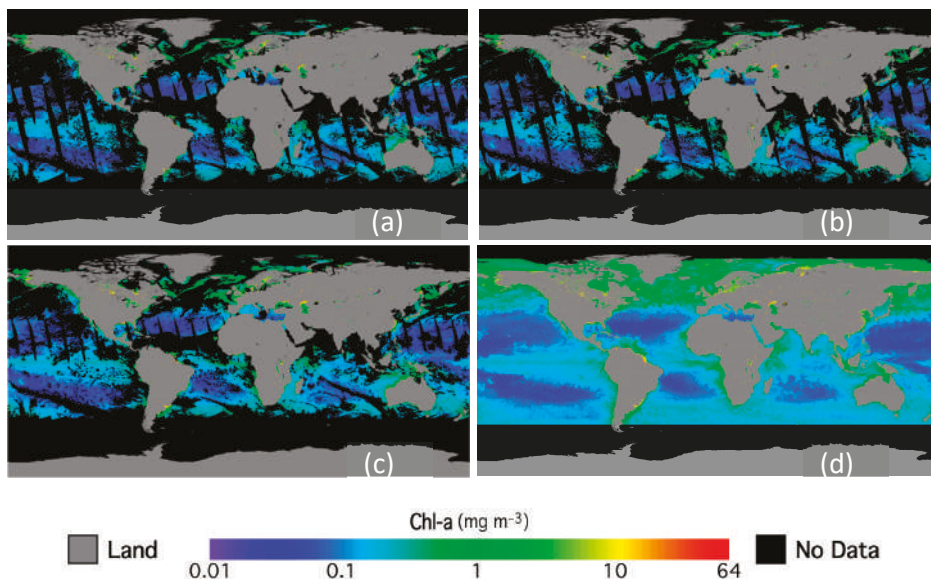 (a)
(b)
(c)
(d)
Chl-a (mg m⁻³)
Land
No Data
0.01 0.1 1 10 64